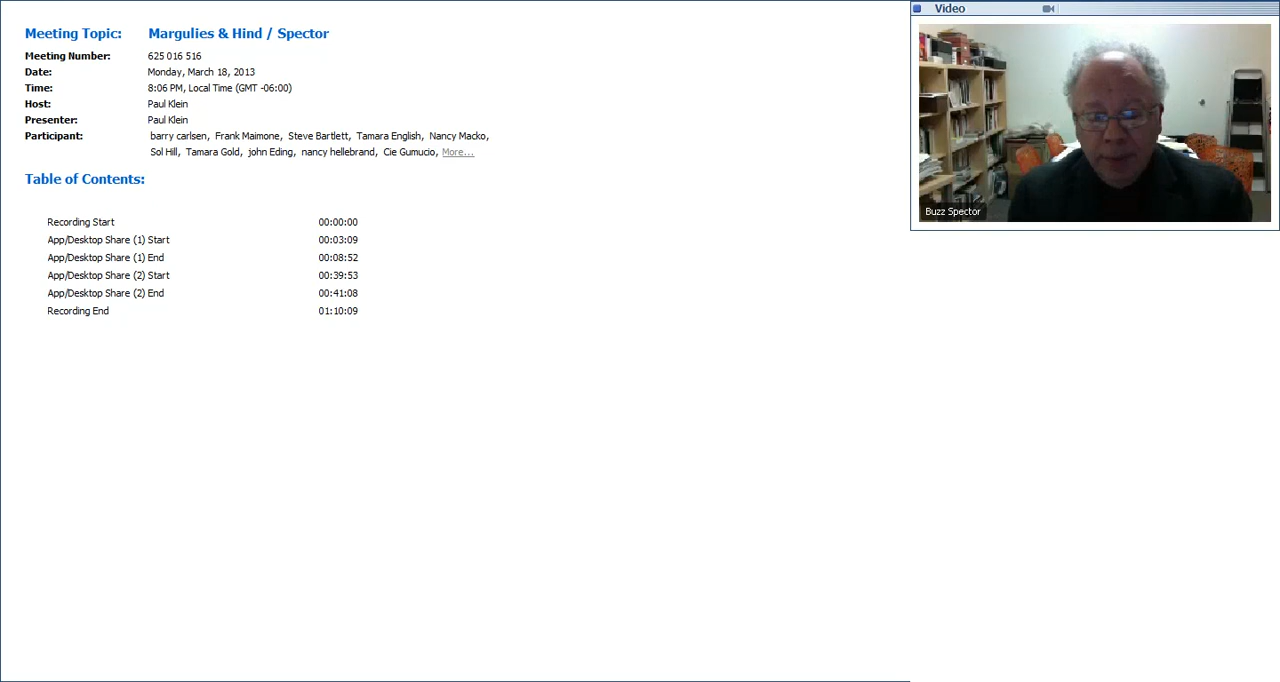 Meeting Topic: Margulies & Hind / Spector
Meeting Number: 625 016 516
Date: Monday, March 18, 2013
Time: 8:06 PM, Local Time (GMT -06:00)
Host: Paul Klein
Presenter: Paul Klein
Participant: barry carlsen, Frank Maimone, Steve Bartlett, Tamara English, Nancy Macko,
Sol Hill, Tamara Gold, john Eding, nancy hellebrand, Cie Gumucio, More...
Table of Contents:
Recording Start 00:00:00
App/Desktop Share (1) Start 00:03:09
App/Desktop Share (1) End 00:08:52
App/Desktop Share (2) Start 00:39:53
App/Desktop Share (2) End 00:41:08
Recording End 01:10:09
Video
Buzz Spector